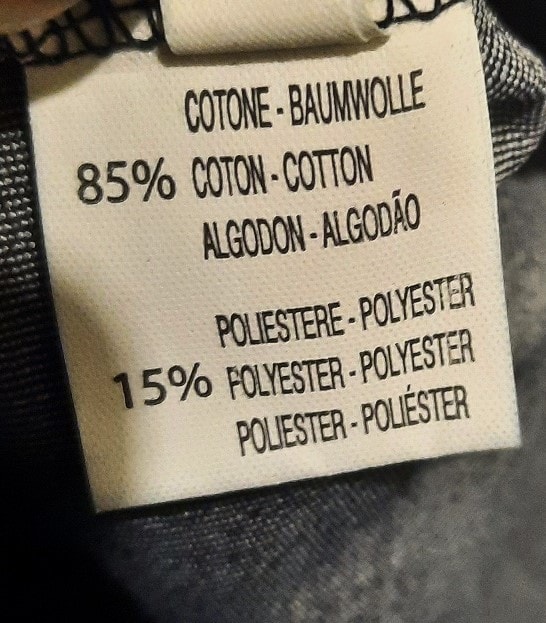 COTONE - BAUMWOLLE
85% COTON - COTTON
ALGODON - ALGODÃO
POLIESTERE - POLYESTER
15% POLYESTER - POLYESTER
POLIESTER - POLIÉSTER